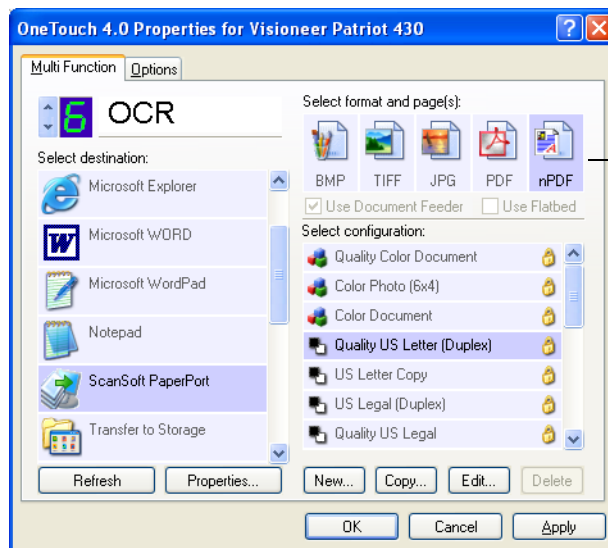 OneTouch 4.0 Properties for Visioneer Patriot 430
Multi Function
Options
6
OCR
Select destination:
Microsoft Explorer
Microsoft WORD
Microsoft WordPad
Notepad
ScanSoft PaperPort
Transfer to Storage
Refresh
Properties...
Select format and page(s):
BMP TIFF JPG PDF nPDF
Use Document Feeder
Use Flatbed
Select configuration:
Quality Color Document
Color Photo (6x4)
Color Document
Quality US Letter (Duplex)
US Letter Copy
US Legal (Duplex)
Quality US Legal
New... Copy... Edit... Delete
OK Cancel Apply